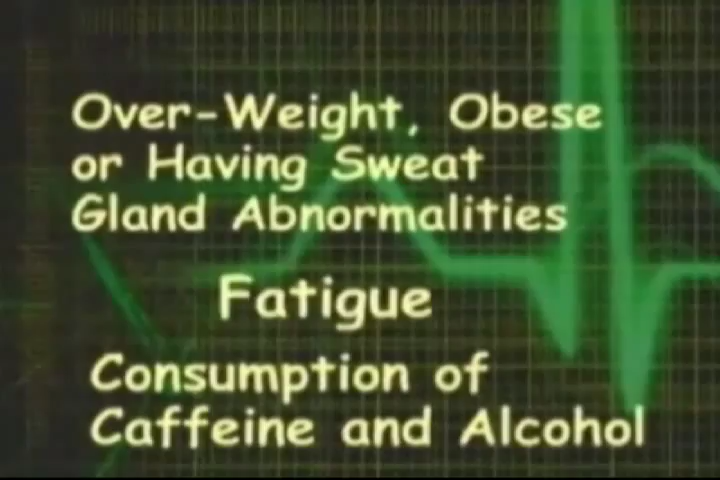 Over-Weight, Obese
or Having Sweat
Gland Abnormalities
Fatigue
Consumption of
Caffeine and Alcohol